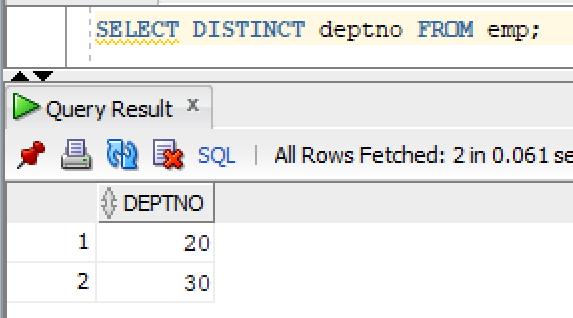 SELECT DISTINCT deptno FROM emp;
Query Result x
SQL | All Rows Fetched: 2 in 0.061 se
DEPTNO
1 20
2 30